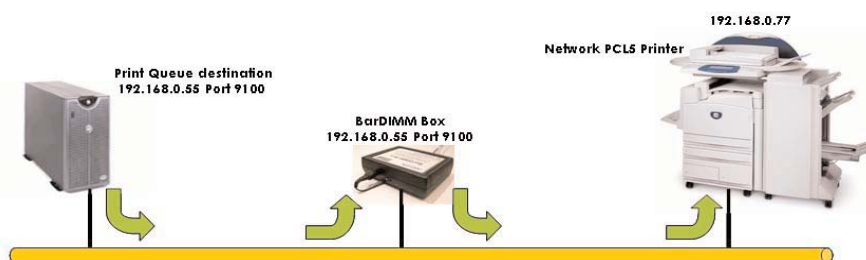 Print Queue destination
192.168.0.55 Port 9100
BarDIMM Box
192.168.0.55 Port 9100
Network PCL5 Printer
192.168.0.77